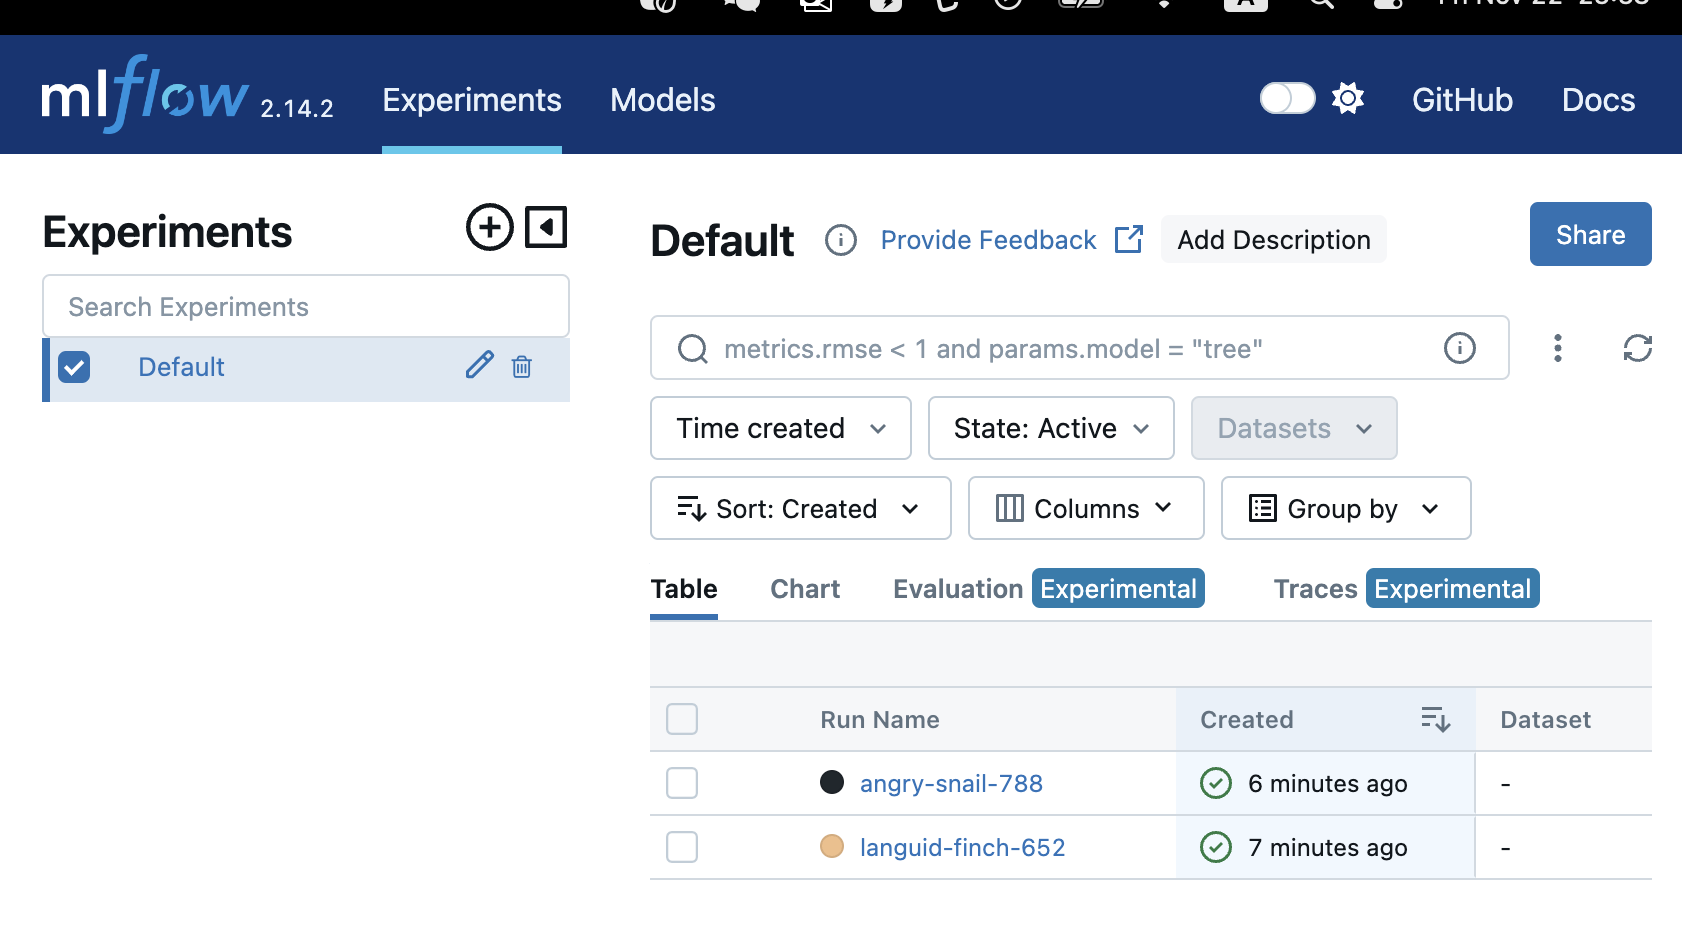 mlflow 2.14.2 Experiments Models GitHub Docs
Experiments
Search Experiments
Default
Default Provide Feedback Add Description Share
metrics.rmse < 1 and params.model = "tree"
Time created State: Active Datasets
Sort: Created Columns Group by
Table Chart Evaluation Experimental Traces Experimental
Run Name Created Dataset
angry-snail-788 6 minutes ago -
languid-finch-652 7 minutes ago -